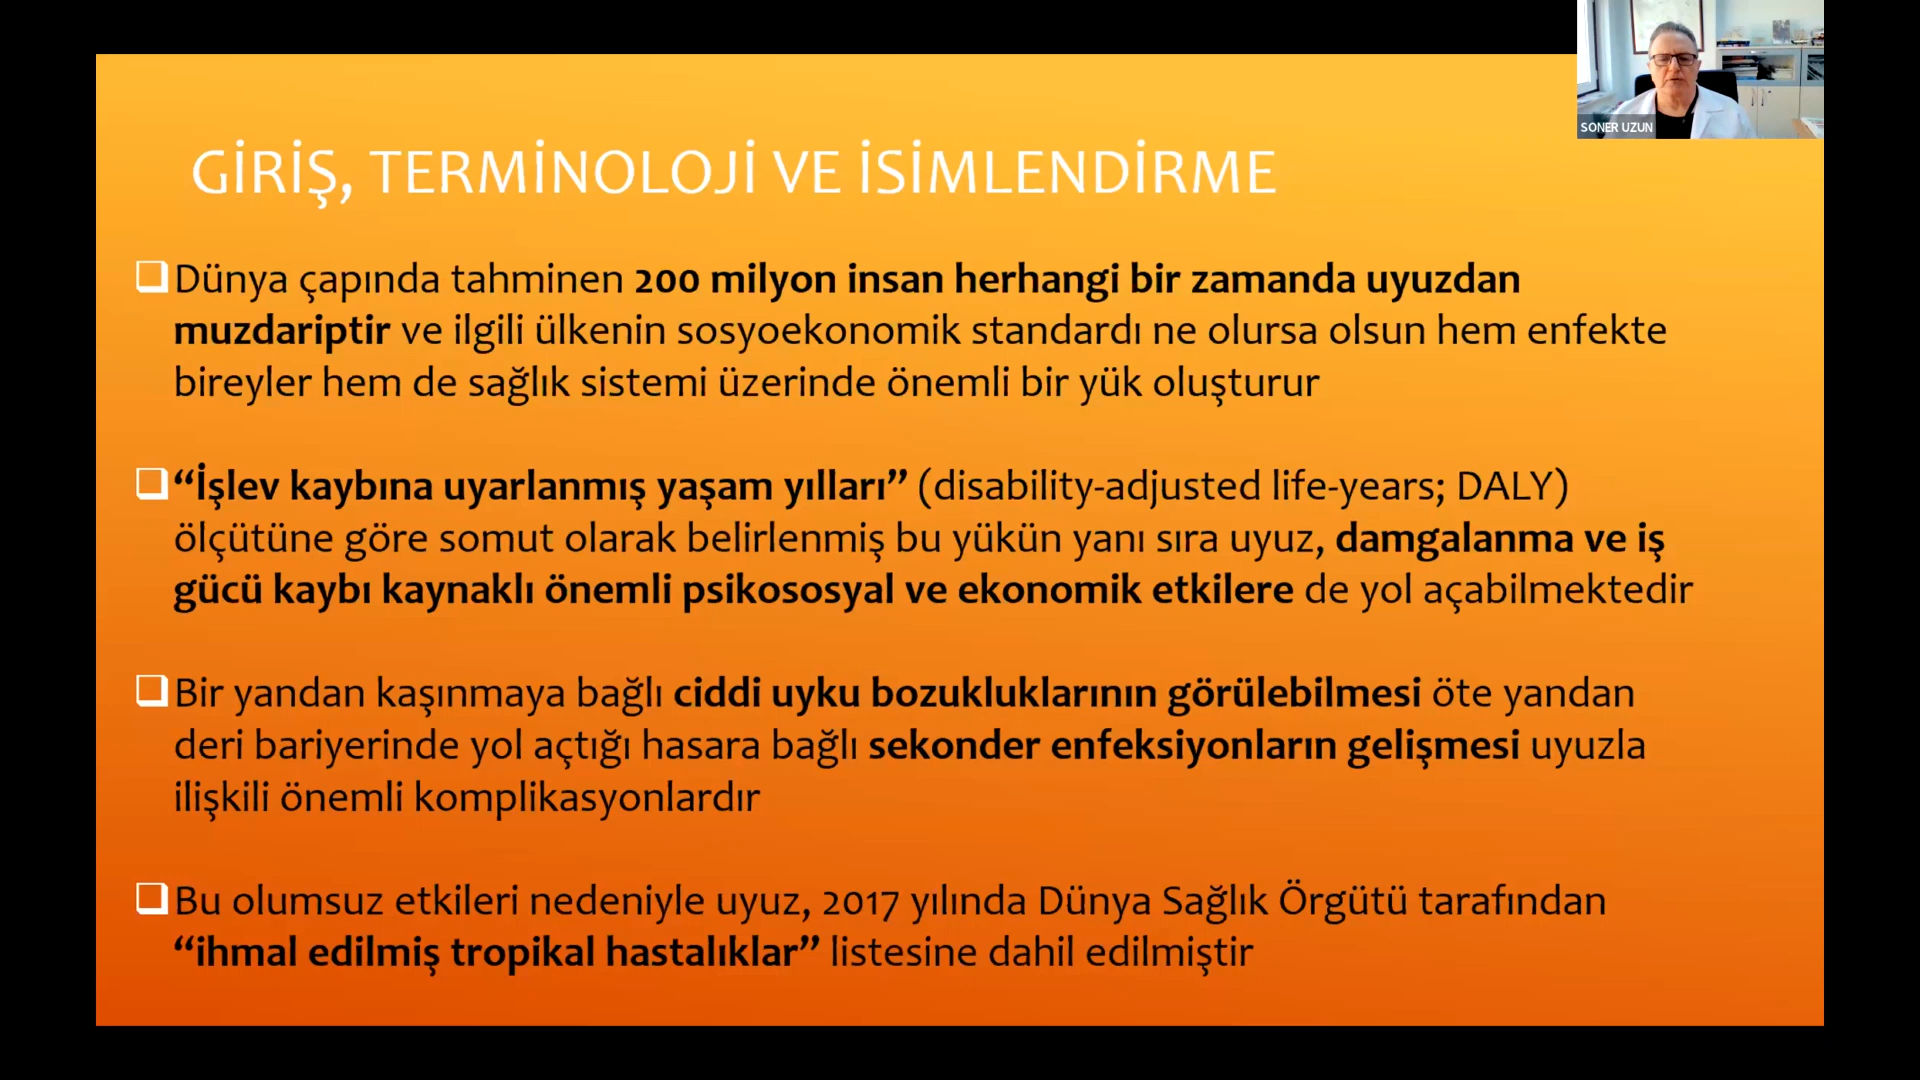 SONER UZUN
GİRİŞ, TERMİNOLOJİ VE İSİMLENDİRME
Dünya çapında tahminen 200 milyon insan herhangi bir zamanda uyuzdan
muzdariptir ve ilgili ülkenin sosyoekonomik standardı ne olursa olsun hem enfekte
bireyler hem de sağlık sistemi üzerinde önemli bir yük oluşturur
“İşlev kaybına uyarlanmış yaşam yılları” (disability-adjusted life-years; DALY)
ölçütüne göre somut olarak belirlenmiş bu yükün yanı sıra uyuz, damgalanma ve iş
gücü kaybı kaynaklı önemli psikososyal ve ekonomik etkilere de yol açabilmektedir
Bir yandan kaşınmaya bağlı ciddi uyku bozukluklarının görülebilmesi öte yandan
deri bariyerinde yol açtığı hasara bağlı sekonder enfeksiyonların gelişmesi uyuzla
ilişkili önemli komplikasyonlardır
Bu olumsuz etkileri nedeniyle uyuz, 2017 yılında Dünya Sağlık Örgütü tarafından
“ihmal edilmiş tropikal hastalıklar” listesine dahil edilmiştir